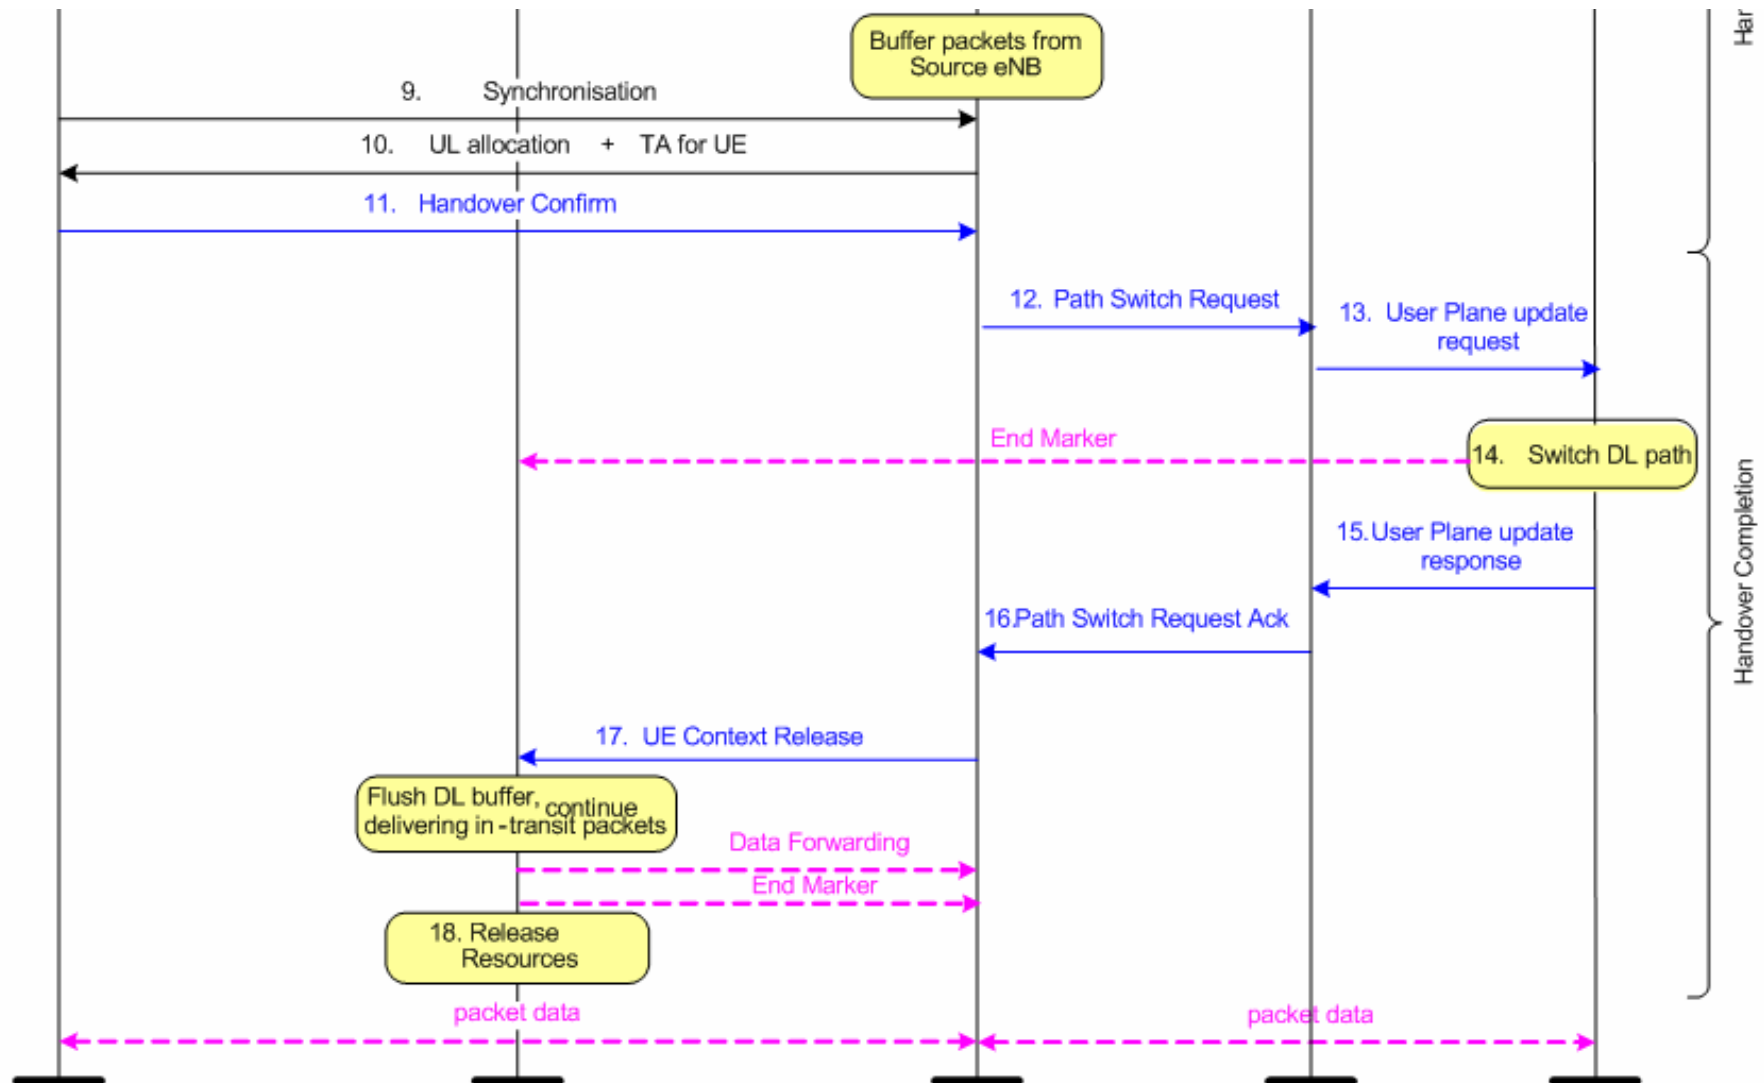 Buffer packets from
Source eNB
9. Synchronisation
10. UL allocation + TA for UE
11. Handover Confirm
12. Path Switch Request
13. User Plane update
request
End Marker
14. Switch DL path
15.User Plane update
response
16.Path Switch Request Ack
17. UE Context Release
Flush DL buffer, continue
delivering in -transit packets
Data Forwarding
End Marker
18. Release
Resources
packet data
packet data
Handover Completion